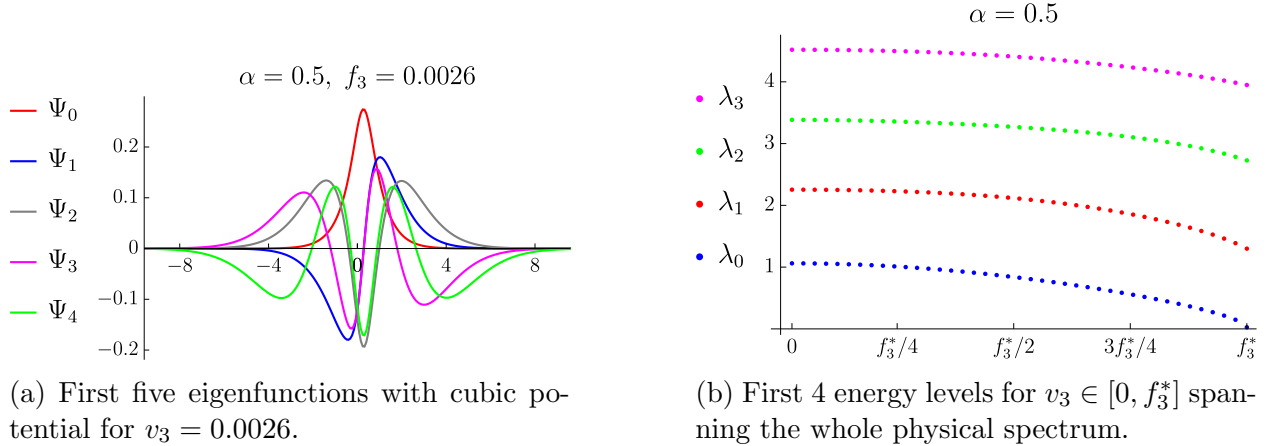 α = 0.5, f₃ = 0.0026
Ψ₀
Ψ₁
Ψ₂
Ψ₃
Ψ₄
0.2
0.1
0
−0.1
−0.2
−8
−4
0
4
8
(a) First five eigenfunctions with cubic po-
tential for v₃ = 0.0026.
α = 0.5
λ₃
λ₂
λ₁
λ₀
4
3
2
1
0
f₃*/4
f₃*/2
3f₃*/4
f₃*
(b) First 4 energy levels for v₃ ∈ [0, f₃*] span-
ning the whole physical spectrum.